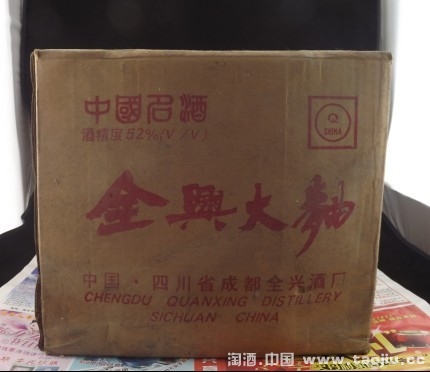 中國名酒
酒精度52%(V/V)
Q
CHINA
全興大麯
中国·四川省成都全兴酒厂
CHENGDU QUANXING DISTILLERY
SICHUAN CHINA
淘酒.中国 www.taojiu.cc